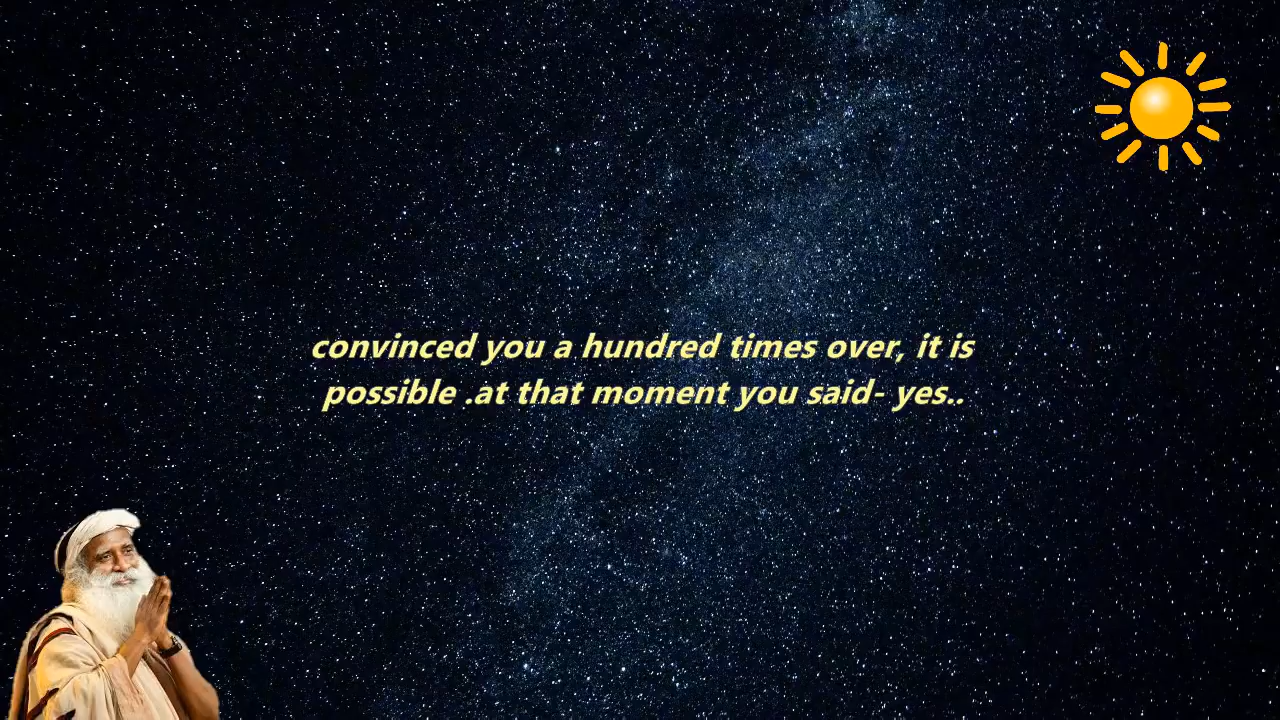 convinced you a hundred times over, it is
possible .at that moment you said- yes..